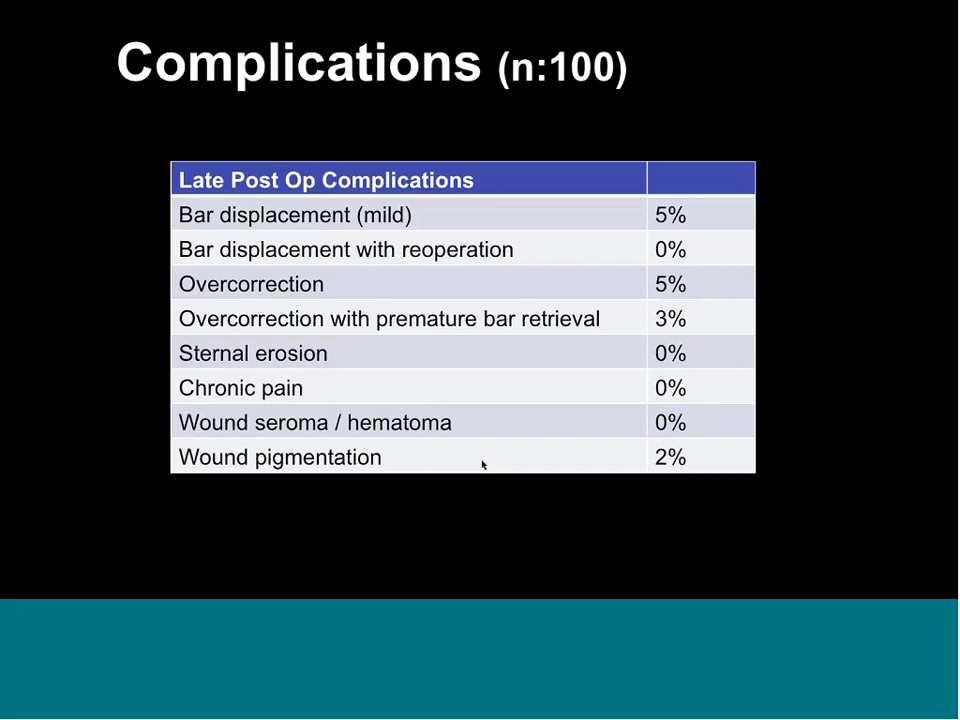 Complications (n:100)
Late Post Op Complications
Bar displacement (mild) 5%
Bar displacement with reoperation 0%
Overcorrection 5%
Overcorrection with premature bar retrieval 3%
Sternal erosion 0%
Chronic pain 0%
Wound seroma / hematoma 0%
Wound pigmentation 2%